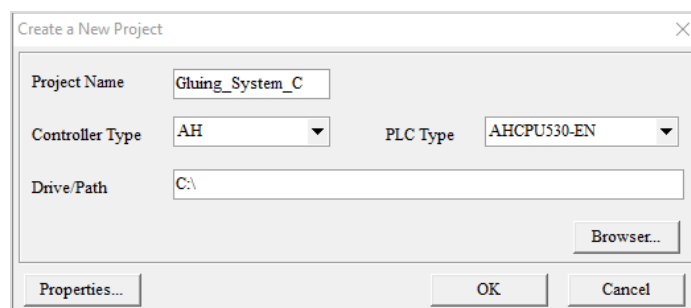 Create a New Project
Project Name Gluing_System_C
Controller Type AH PLC Type AHCPU530-EN
Drive/Path C:\
Browser...
Properties... OK Cancel